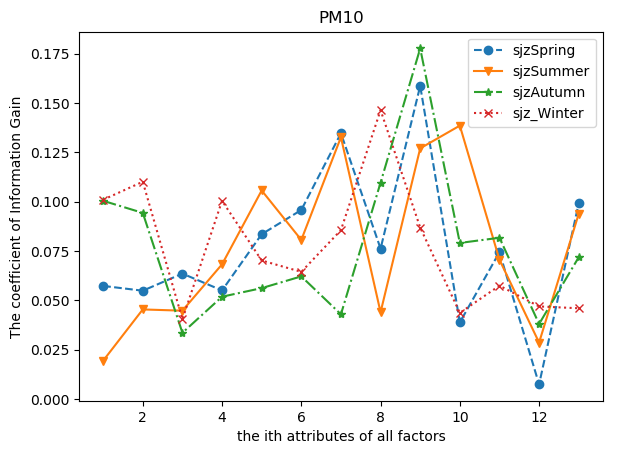 PM10
The coefficient of Information Gain
0.175
0.150
0.125
0.100
0.075
0.050
0.025
0.000
sjzSpring
sjzSummer
sjzAutumn
sjz_Winter
2 4 6 8 10 12
the ith attributes of all factors